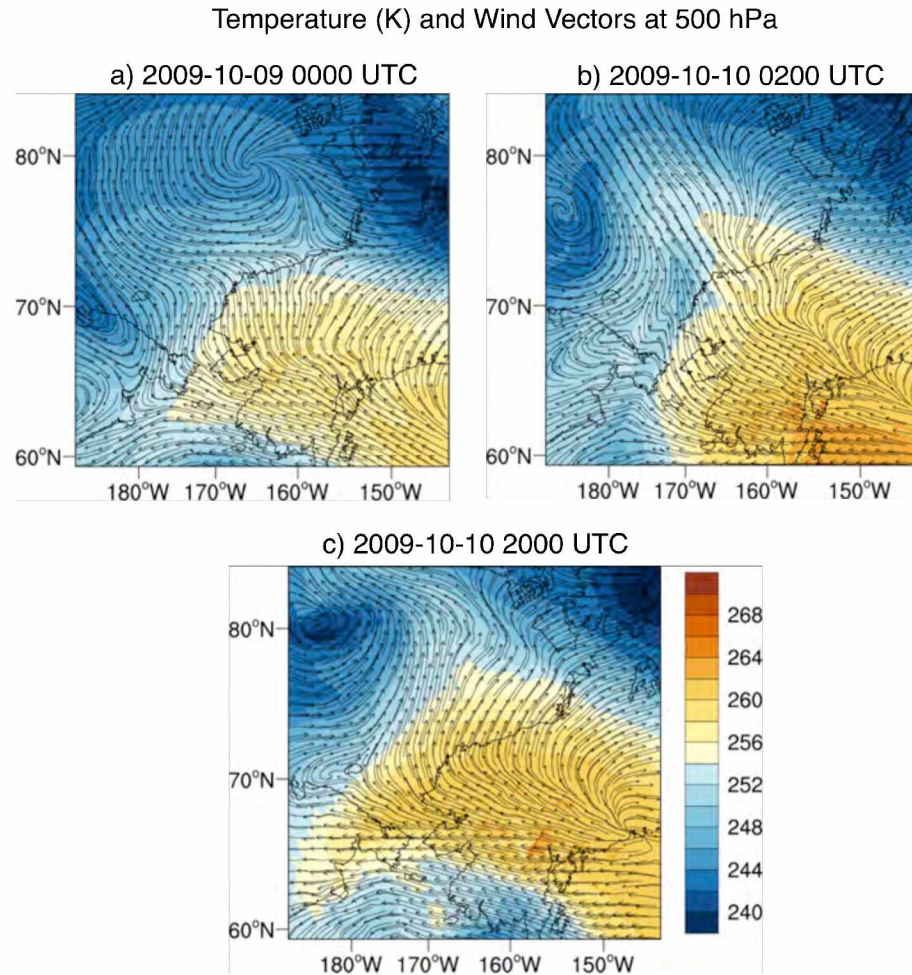 Temperature (K) and Wind Vectors at 500 hPa
a) 2009-10-09 0000 UTC
b) 2009-10-10 0200 UTC
80°N
70°N
60°N
180°W 170°W 160°W 150°W
80°N
70°N
60°N
180°W 170°W 160°W 150°W
c) 2009-10-10 2000 UTC
80°N
70°N
60°N
180°W 170°W 160°W 150°W
268
264
260
256
252
248
244
240